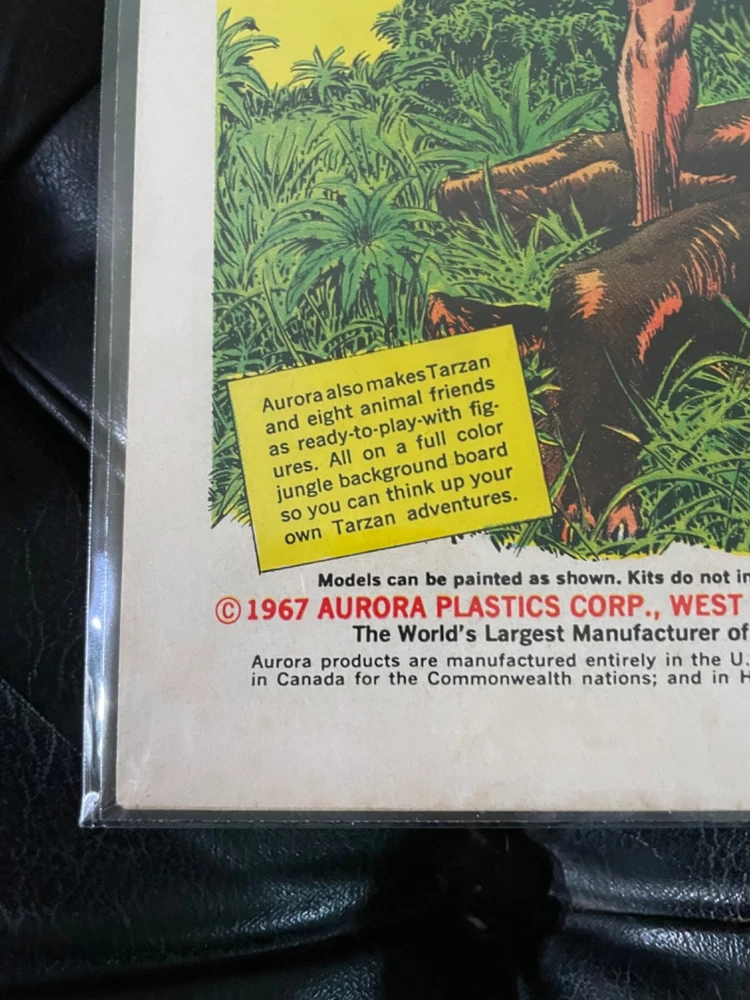 Aurora also makes Tarzan
and eight animal friends
as ready-to-play-with fig-
ures. All on a full color
jungle background board
so you can think up your
own Tarzan adventures.
Models can be painted as shown. Kits do not in
© 1967 AURORA PLASTICS CORP., WEST
The World's Largest Manufacturer of
Aurora products are manufactured entirely in the U.
in Canada for the Commonwealth nations; and in H